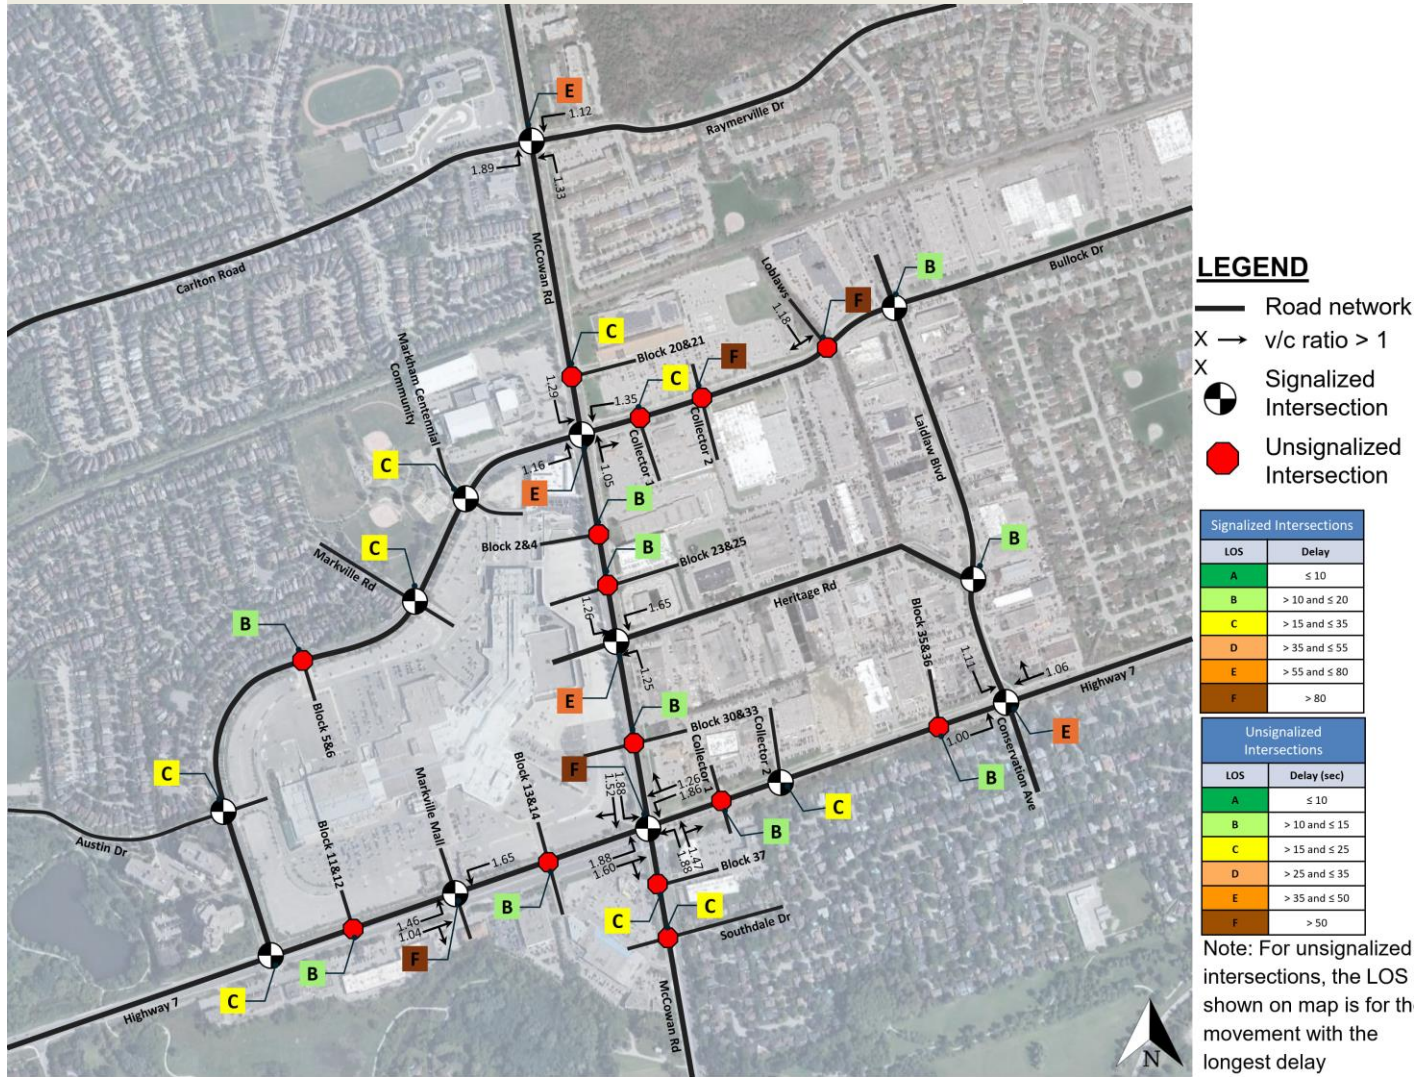 E
1.12
Raymerville Dr
1.89
1.33
McCowan Rd
Carlton Road
B
Bullock Dr
Loblaws
F
1.18
C
Block 20&21
F
C
1.29
1.35
Markham Centennial
Community
Collector 1
Collector 2
Laidlaw Blvd
1.16
1.05
C
E
B
Block 2&4
B
Block 23&25
B
C
Markville Rd
1.26
1.65
Heritage Rd
B
Block 35&36
1.25
1.11
1.06
Highway 7
E
B
Block 30&33
Collector 1
Collector 2
1.00
Conservation Ave
E
B
Block 5&6
C
F
1.88
1.52
1.26
1.86
C
B
Block 13&14
Markville Mall
Austin Dr
Block 11&12
1.65
1.88
1.60
1.47
1.88
Block 37
B
C
C
Southdale Dr
1.46
1.04
F
B
C
Highway 7
McCowan Rd
N
LEGEND
Road network
X
X
v/c ratio > 1
Signalized
Intersection
Unsignalized
Intersection
Signalized Intersections
LOS Delay
A ≤ 10
B > 10 and ≤ 20
C > 15 and ≤ 35
D > 35 and ≤ 55
E > 55 and ≤ 80
F > 80
Unsignalized
Intersections
LOS Delay (sec)
A ≤ 10
B > 10 and ≤ 15
C > 15 and ≤ 25
D > 25 and ≤ 35
E > 35 and ≤ 50
F > 50
Note: For unsignalized
intersections, the LOS
shown on map is for th
movement with the
longest delay